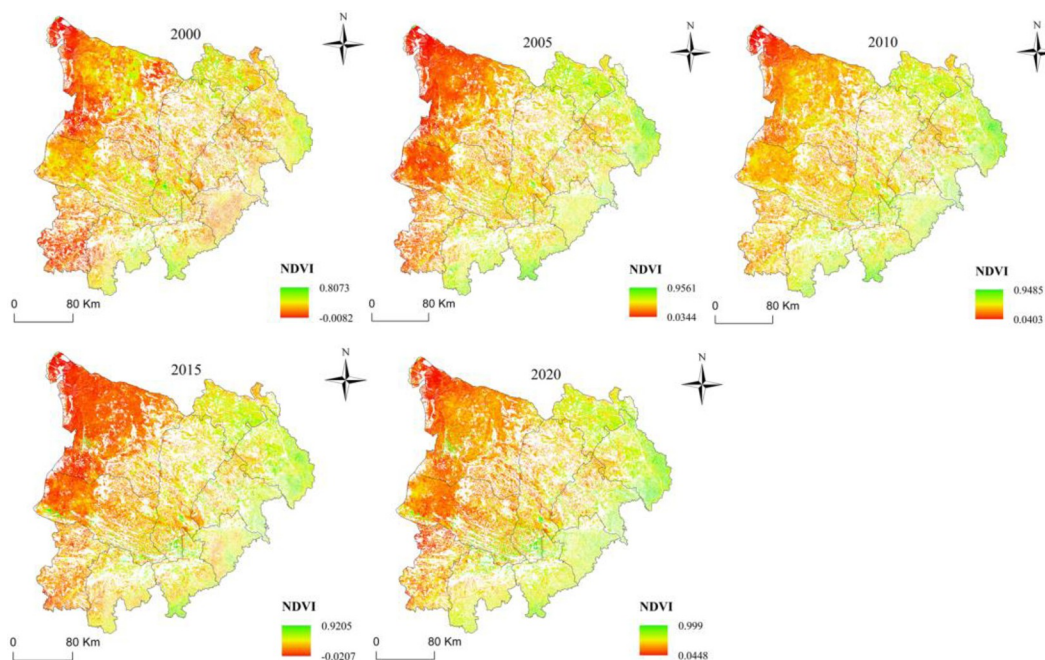 N
2000
NDVI
0.8073
-0.0082
0 80 Km
N
2005
NDVI
0.9561
0.0344
0 80 Km
N
2010
NDVI
0.9485
0.0403
0 80 Km
N
2015
NDVI
0.9205
-0.0207
0 80 Km
N
2020
NDVI
0.999
0.0448
0 80 Km